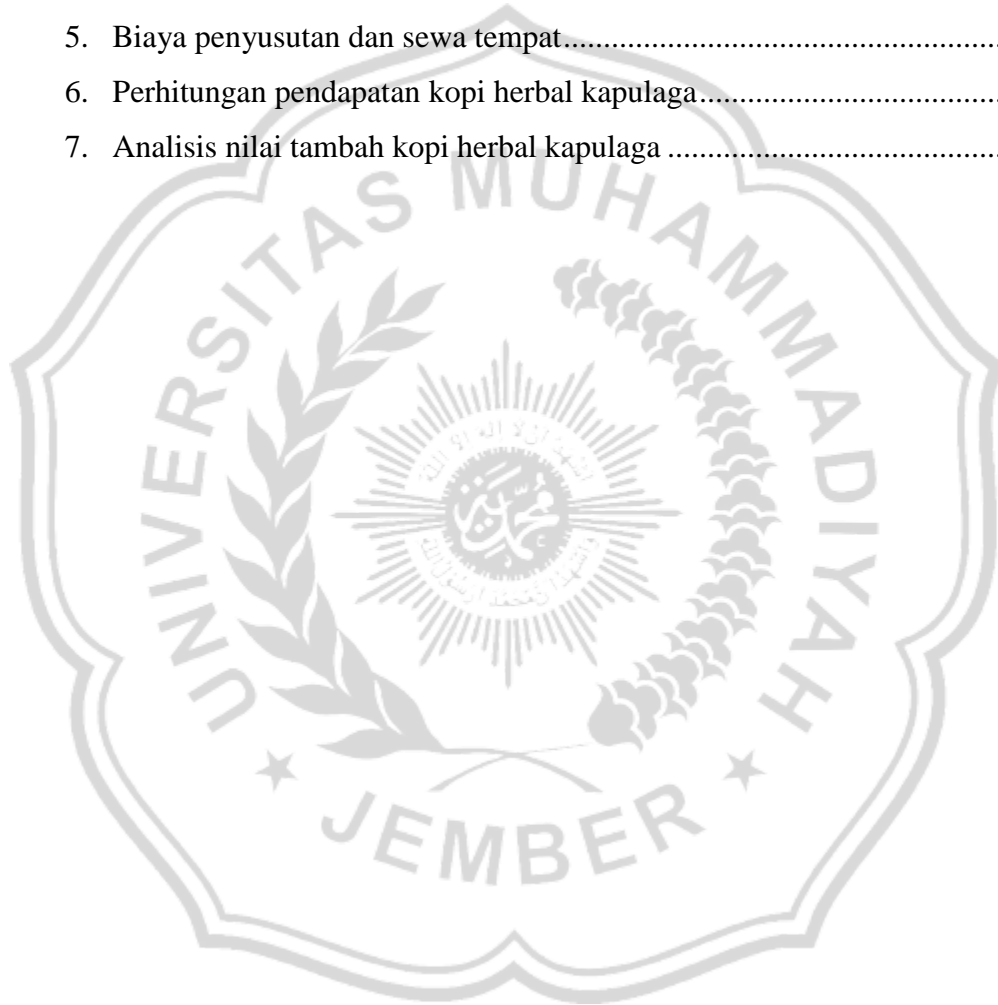 5. Biaya penyusutan dan sewa tempat..........................................................
6. Perhitungan pendapatan kopi herbal kapulaga......................................
7. Analisis nilai tambah kopi herbal kapulaga ..........................................
UNIVERSITAS MUHAMMADIYAH
JEMBER